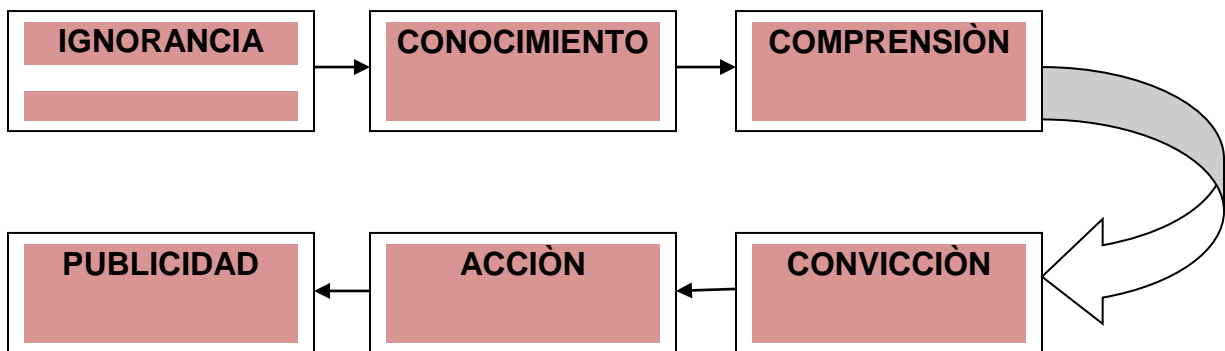 IGNORANCIA
CONOCIMIENTO
COMPRENSIÒN
CONVICCIÒN
ACCIÒN
PUBLICIDAD